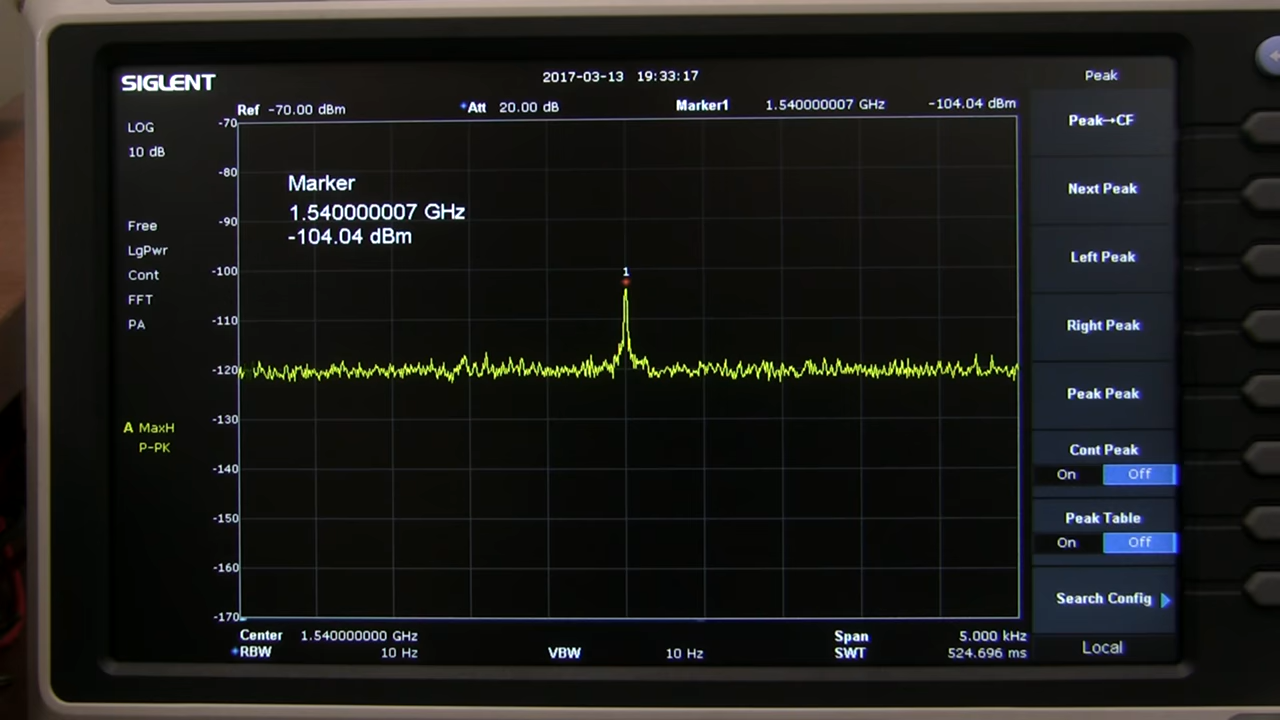 SIGLENT
2017-03-13 19:33:17
Peak
Ref -70.00 dBm
*Att 20.00 dB
Marker1 1.540000007 GHz -104.04 dBm
LOG
10 dB
Free
LgPwr
Cont
FFT
PA
A MaxH
P-PK
-70
-80
-90
-100
-110
-120
-130
-140
-150
-160
-170
Marker
1.540000007 GHz
-104.04 dBm
1
Center 1.540000000 GHz
*RBW 10 Hz
VBW 10 Hz
Span 5.000 kHz
SWT 524.696 ms
Peak→CF
Next Peak
Left Peak
Right Peak
Peak Peak
Cont Peak
On Off
Peak Table
On Off
Search Config
Local